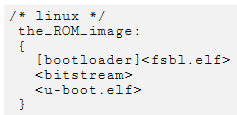 /* linux */
the_ROM_image:
{
[bootloader]<fsbl.elf>
<bitstream>
<u-boot.elf>
}